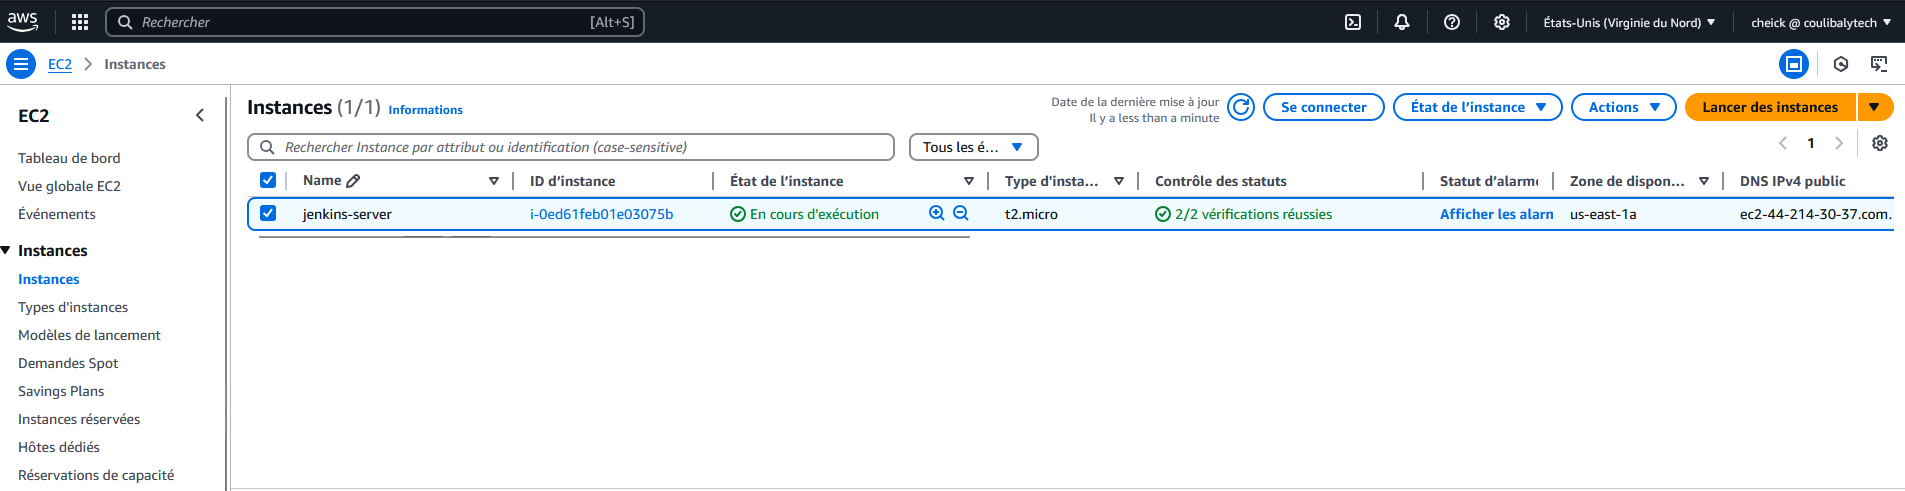 aws
Rechercher [Alt+S] États-Unis (Virginie du Nord) cheick @ coulibalytech
EC2 Instances
EC2
Tableau de bord
Vue globale EC2
Événements
Instances
Instances
Types d'instances
Modèles de lancement
Demandes Spot
Savings Plans
Instances réservées
Hôtes dédiés
Réservations de capacité
Instances (1/1) Informations
Date de la dernière mise à jour
Il y a less than a minute
Se connecter État de l'instance Actions Lancer des instances
Rechercher Instance par attribut ou identification (case-sensitive) Tous les é... 1
Name ID d'instance État de l'instance Type d'insta... Contrôle des statuts Statut d'alarme Zone de dispon... DNS IPv4 public
jenkins-server i-0ed61feb01e03075b En cours d'exécution t2.micro 2/2 vérifications réussies Afficher les alarn us-east-1a ec2-44-214-30-37.com.